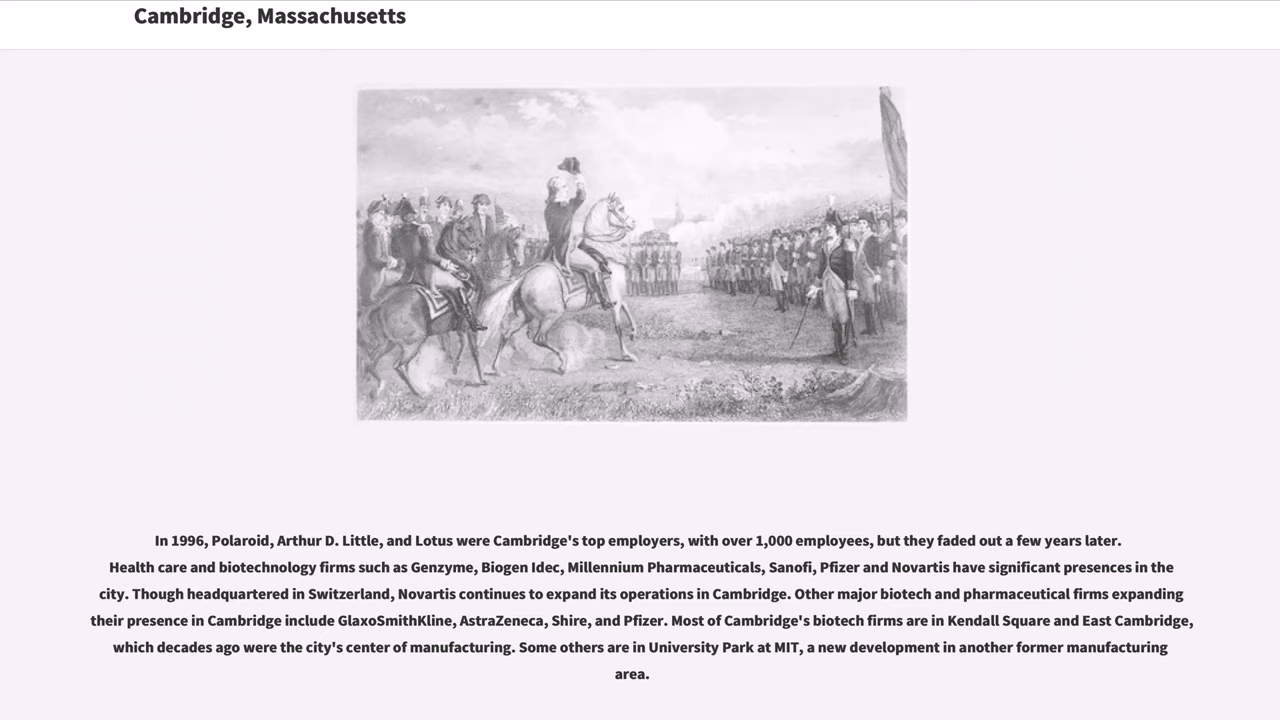 Cambridge, Massachusetts
In 1996, Polaroid, Arthur D. Little, and Lotus were Cambridge's top employers, with over 1,000 employees, but they faded out a few years later.
Health care and biotechnology firms such as Genzyme, Biogen Idec, Millennium Pharmaceuticals, Sanofi, Pfizer and Novartis have significant presences in the
city. Though headquartered in Switzerland, Novartis continues to expand its operations in Cambridge. Other major biotech and pharmaceutical firms expanding
their presence in Cambridge include GlaxoSmithKline, AstraZeneca, Shire, and Pfizer. Most of Cambridge's biotech firms are in Kendall Square and East Cambridge,
which decades ago were the city's center of manufacturing. Some others are in University Park at MIT, a new development in another former manufacturing
area.